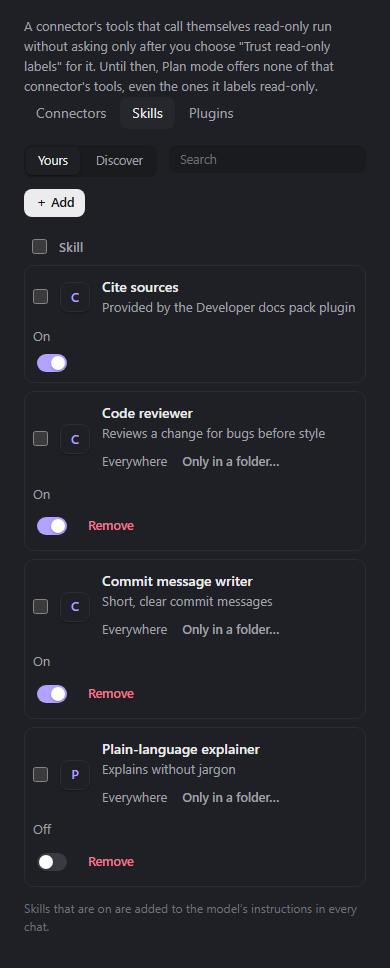 A connector's tools that call themselves read-only run
without asking only after you choose "Trust read-only
labels" for it. Until then, Plan mode offers none of that
connector's tools, even the ones it labels read-only.
Connectors Skills Plugins
Yours Discover Search
+ Add
Skill
C Cite sources
Provided by the Developer docs pack plugin
On
C Code reviewer
Reviews a change for bugs before style
Everywhere Only in a folder...
On
Remove
C Commit message writer
Short, clear commit messages
Everywhere Only in a folder...
On
Remove
P Plain-language explainer
Explains without jargon
Everywhere Only in a folder...
Off
Remove
Skills that are on are added to the model's instructions in every
chat.